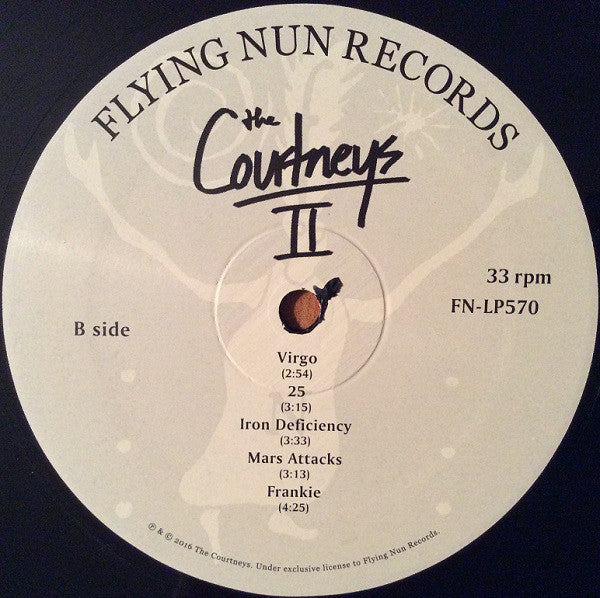 FLYING NUN RECORDS
the
Courtneys
II
33 rpm
FN-LP570
B side
Virgo
(2:54)
25
(3:15)
Iron Deficiency
(3:33)
Mars Attacks
(3:13)
Frankie
(4:25)
℗ & © 2016 The Courtneys. Under exclusive license to Flying Nun Records.